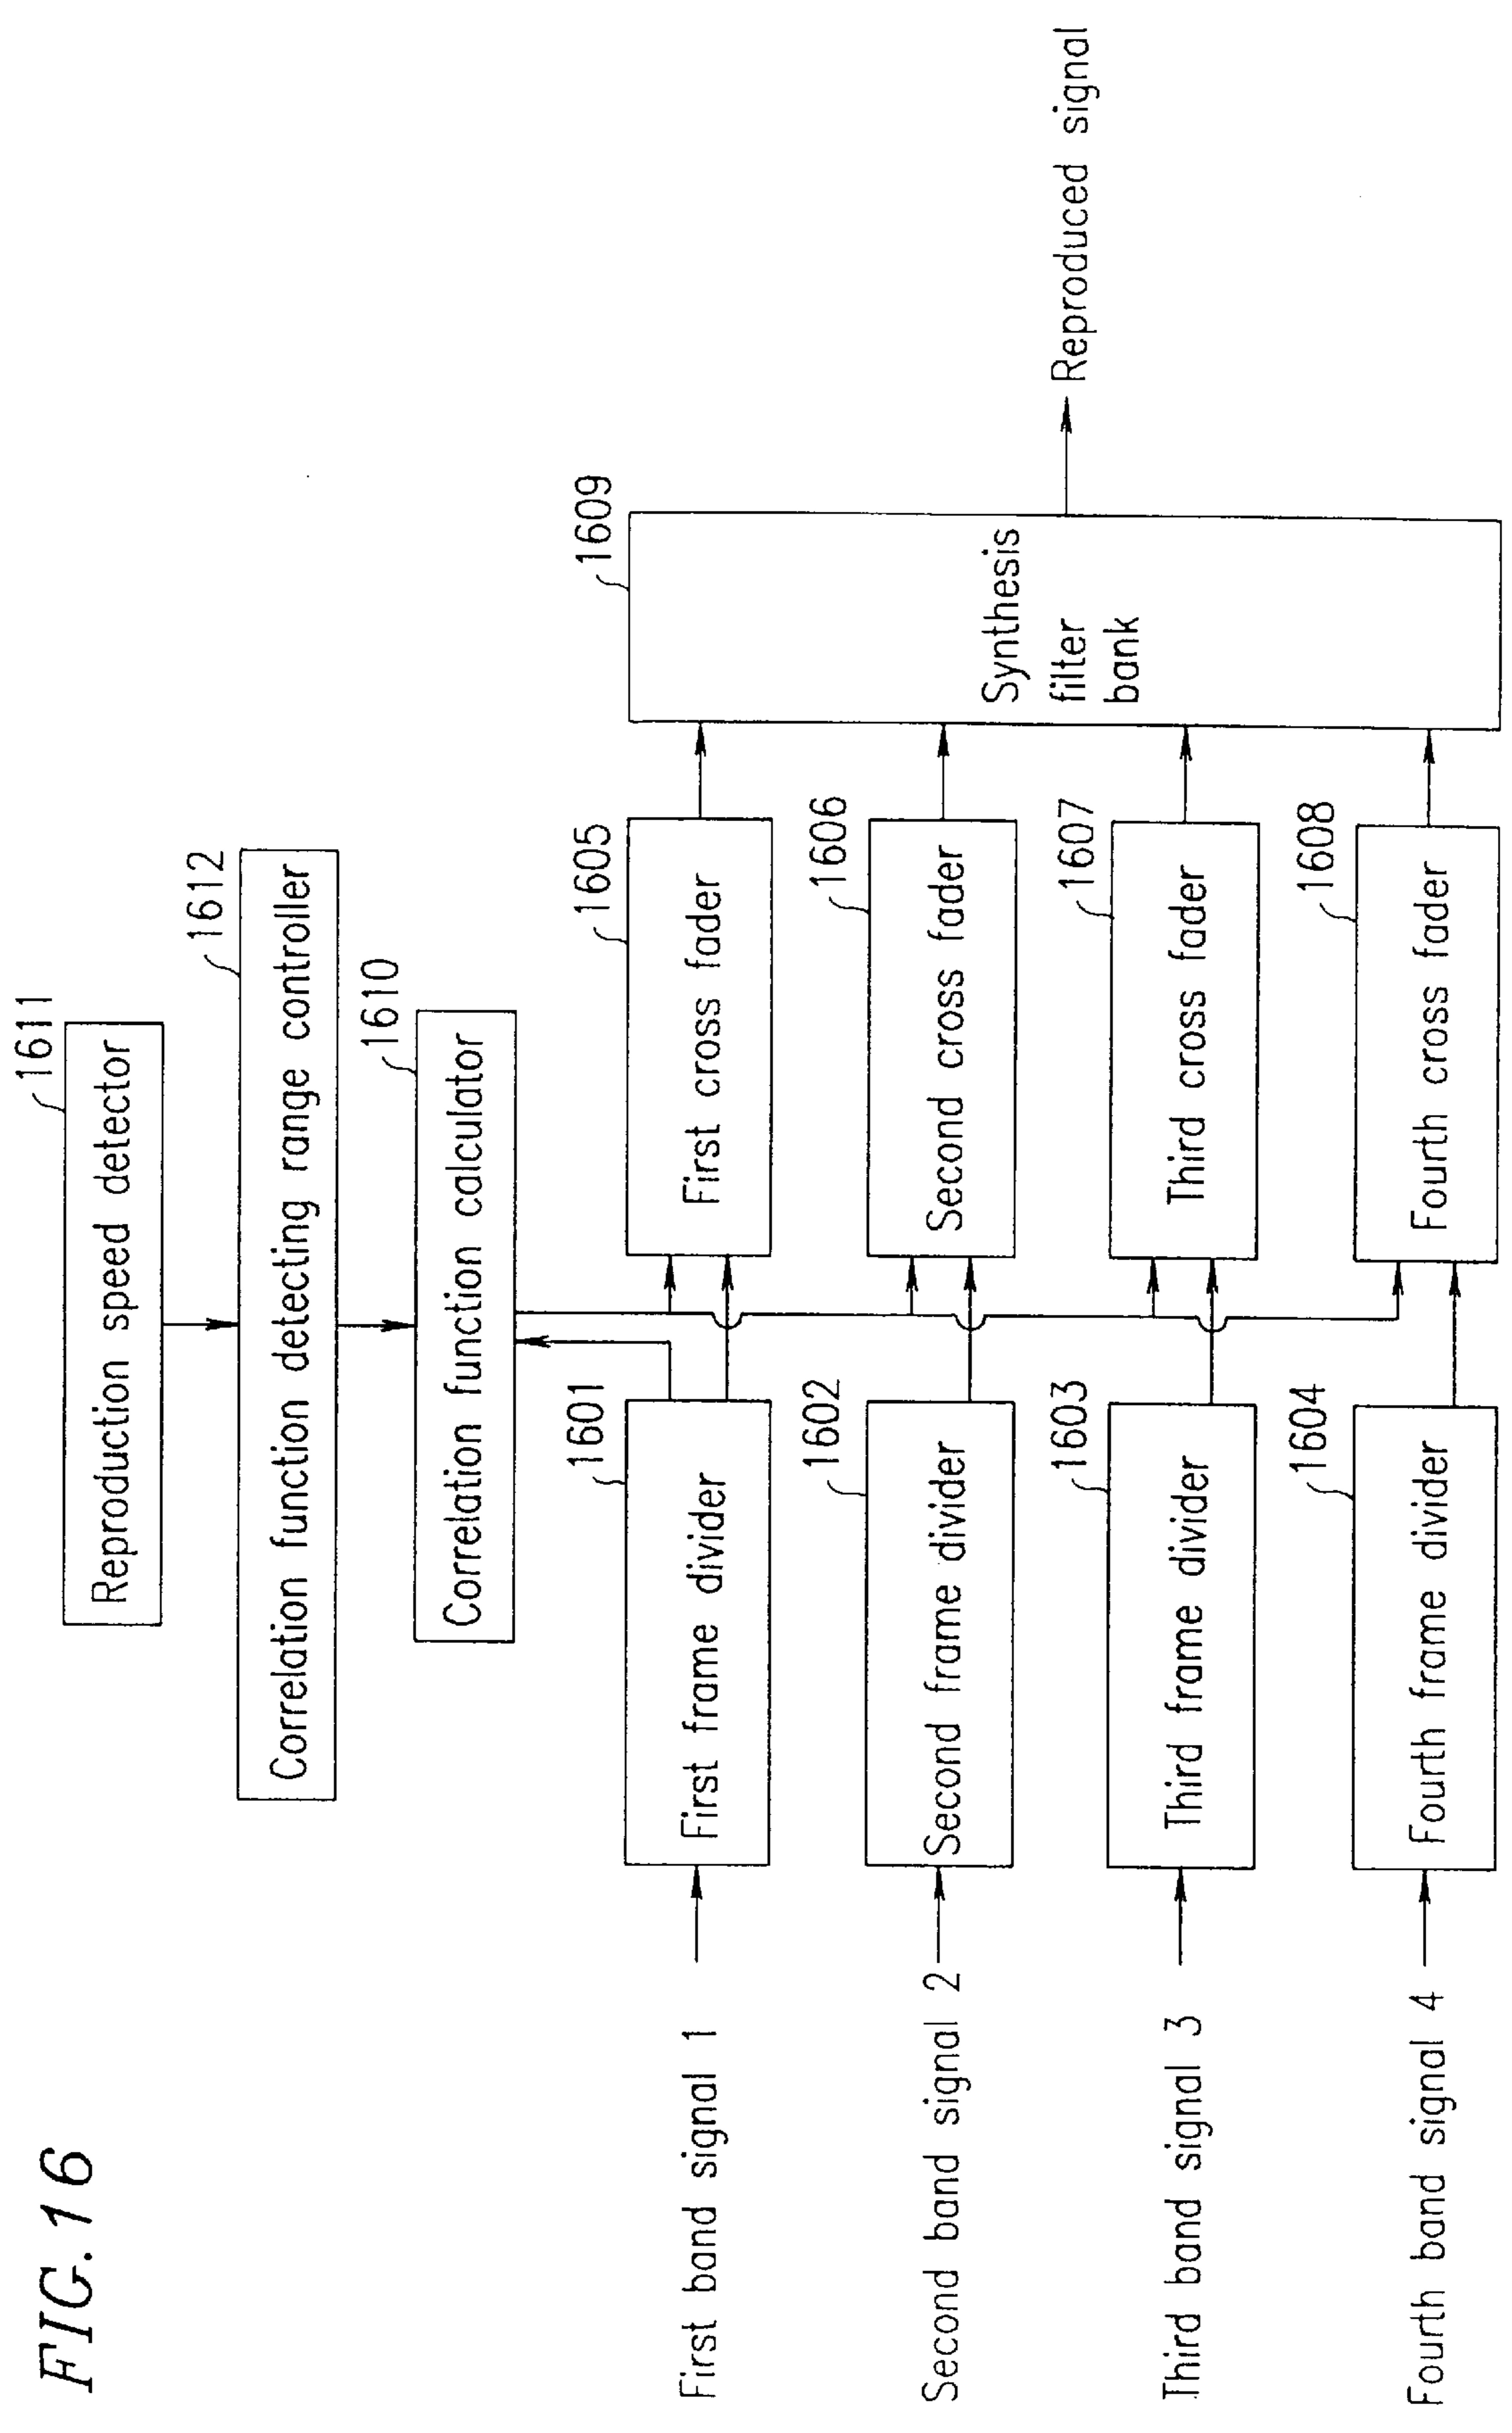 FIG. 16
1611
Reproduction speed detector
1612
Correlation function detecting range controller
1610
Correlation function calculator
1601
First frame divider
1605
First cross fader
1609
Synthesis
filter
bank
First band signal 1
1602
Second frame divider
1606
Second cross fader
Second band signal 2
Reproduced signal
1603
Third frame divider
1607
Third cross fader
Third band signal 3
1604
Fourth frame divider
1608
Fourth cross fader
Fourth band signal 4